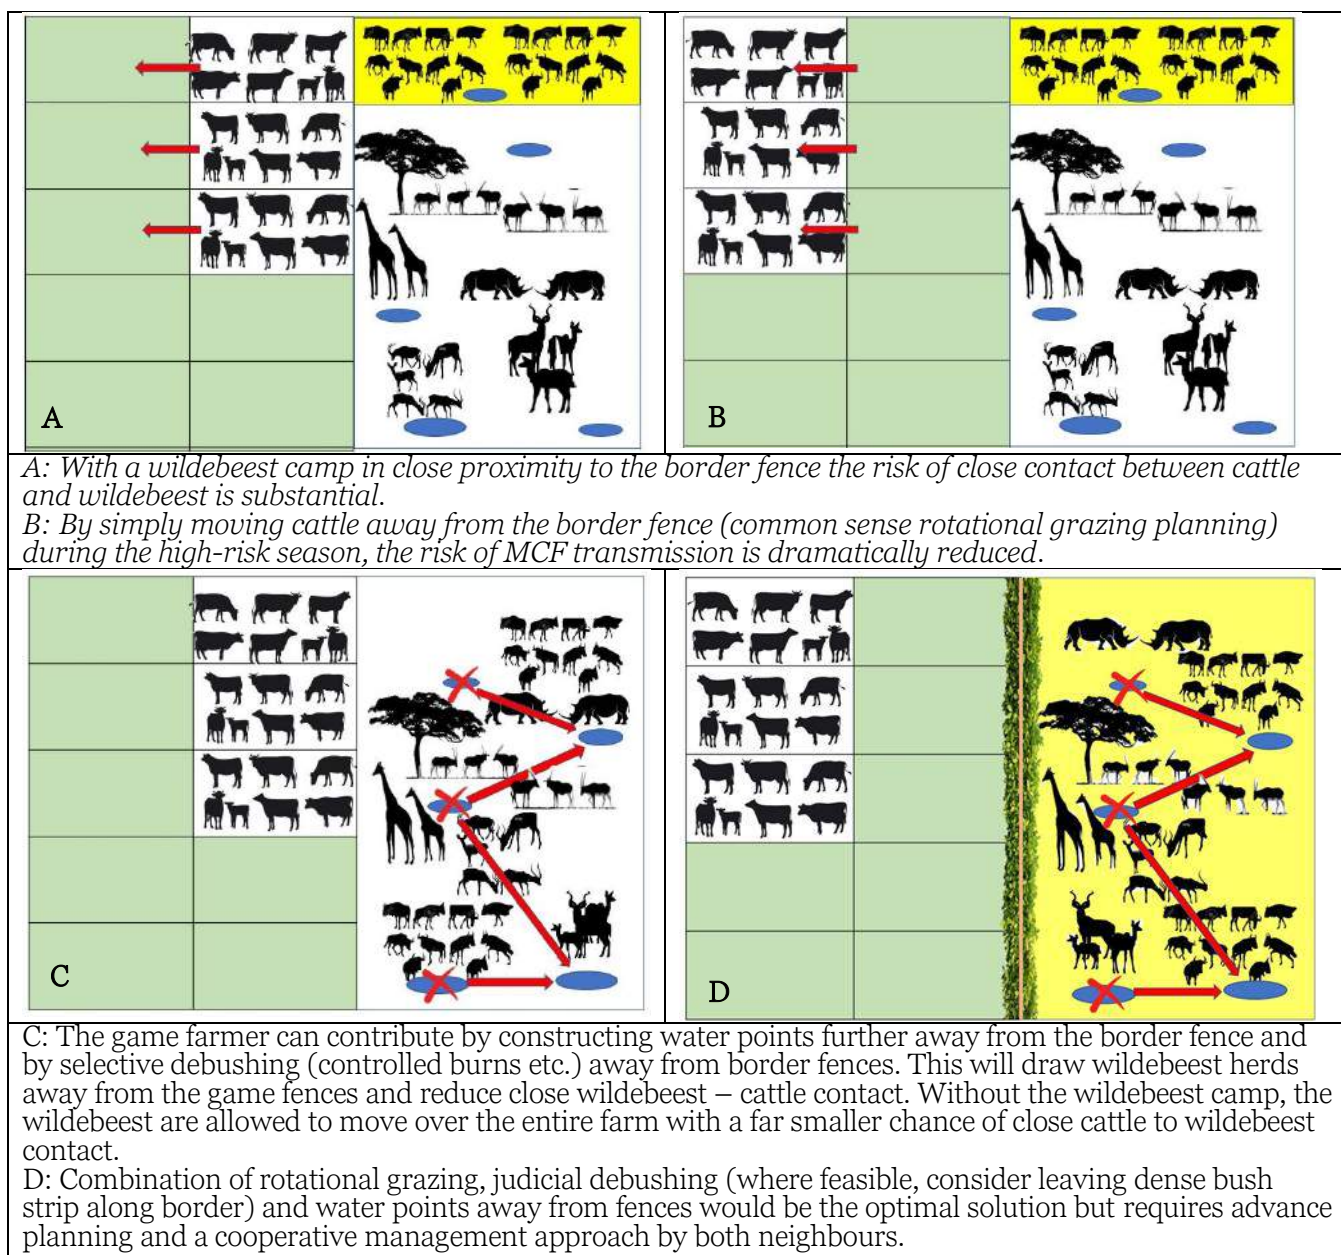 A
B
A: With a wildebeest camp in close proximity to the border fence the risk of close contact between cattle
and wildebeest is substantial.
B: By simply moving cattle away from the border fence (common sense rotational grazing planning)
during the high-risk season, the risk of MCF transmission is dramatically reduced.
C
D
C: The game farmer can contribute by constructing water points further away from the border fence and
by selective debushing (controlled burns etc.) away from border fences. This will draw wildebeest herds
away from the game fences and reduce close wildebeest – cattle contact. Without the wildebeest camp, the
wildebeest are allowed to move over the entire farm with a far smaller chance of close cattle to wildebeest
contact.
D: Combination of rotational grazing, judicial debushing (where feasible, consider leaving dense bush
strip along border) and water points away from fences would be the optimal solution but requires advance
planning and a cooperative management approach by both neighbours.